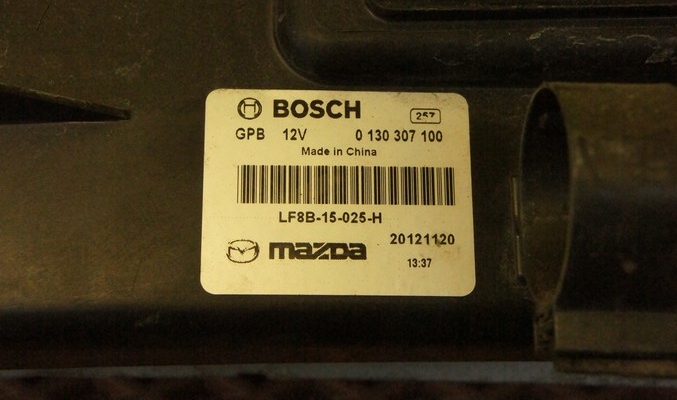 BOSCH 257
GPB 12V 0 130 307 100
Made in China
LF8B-15-025-H
mazda 20121120
13:37